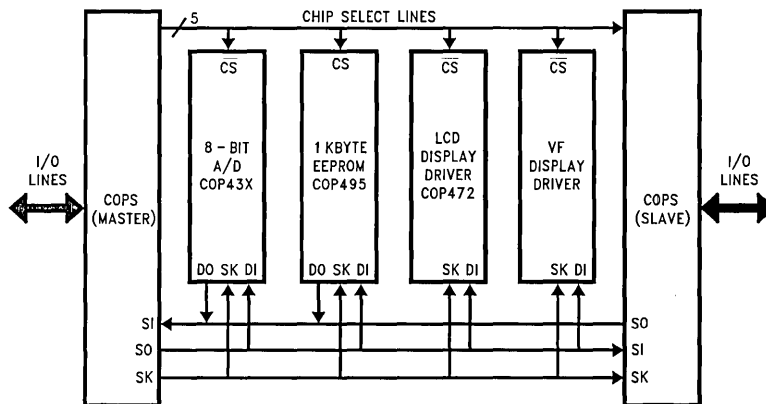 5
CHIP SELECT LINES
CS
CS
CS
CS
8 - BIT
A/D
COP43X
1 KBYTE
EEPROM
COP495
LCD
DISPLAY
DRIVER
COP472
VF
DISPLAY
DRIVER
I/O
LINES
COPS
(MASTER)
COPS
(SLAVE)
I/O
LINES
DO SK DI
DO SK DI
SK DI
SK DI
SI
SO
SK
SO
SI
SK